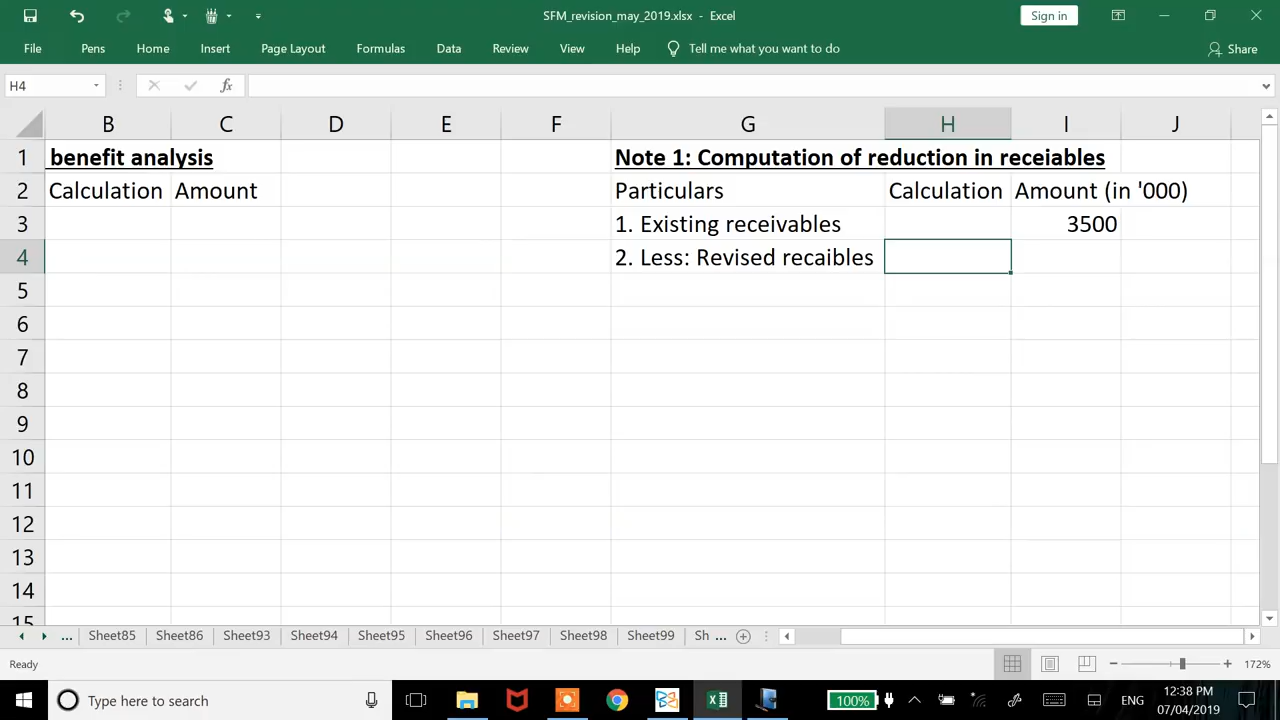 SFM_revision_may_2019.xlsx - Excel
Sign in
File Pens Home Insert Page Layout Formulas Data Review View Help Tell me what you want to do Share
H4 fx
B C D E F G H I J
1 benefit analysis Note 1: Computation of reduction in receiables
2 Calculation Amount Particulars Calculation Amount (in '000)
3 1. Existing receivables 3500
4 2. Less: Revised recaibles
5
6
7
8
9
10
11
12
13
14
15
... Sheet85 Sheet86 Sheet93 Sheet94 Sheet95 Sheet96 Sheet97 Sheet98 Sheet99 Sh ...
Ready 172%
Type here to search 100% ENG 12:38 PM
07/04/2019